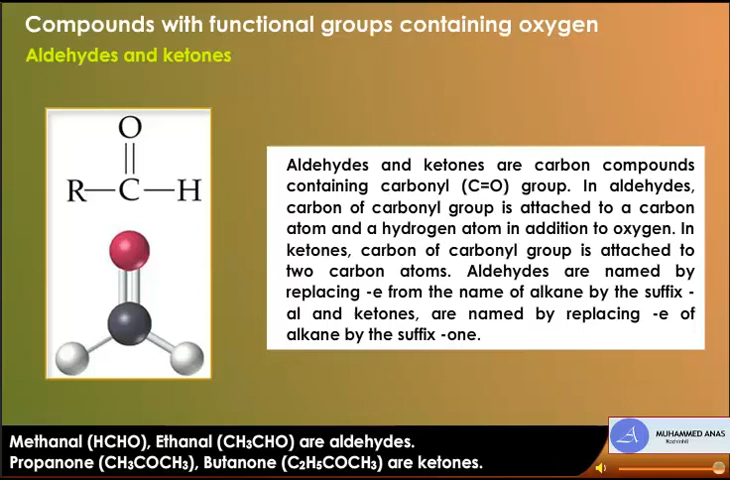 Compounds with functional groups containing oxygen
Aldehydes and ketones
O
R—C—H
Aldehydes and ketones are carbon compounds
containing carbonyl (C=O) group. In aldehydes,
carbon of carbonyl group is attached to a carbon
atom and a hydrogen atom in addition to oxygen. In
ketones, carbon of carbonyl group is attached to
two carbon atoms. Aldehydes are named by
replacing -e from the name of alkane by the suffix -
al and ketones, are named by replacing -e of
alkane by the suffix -one.
Methanal (HCHO), Ethanal (CH₃CHO) are aldehydes.
Propanone (CH₃COCH₃), Butanone (C₂H₅COCH₃) are ketones.
A
MUHAMMED ANAS